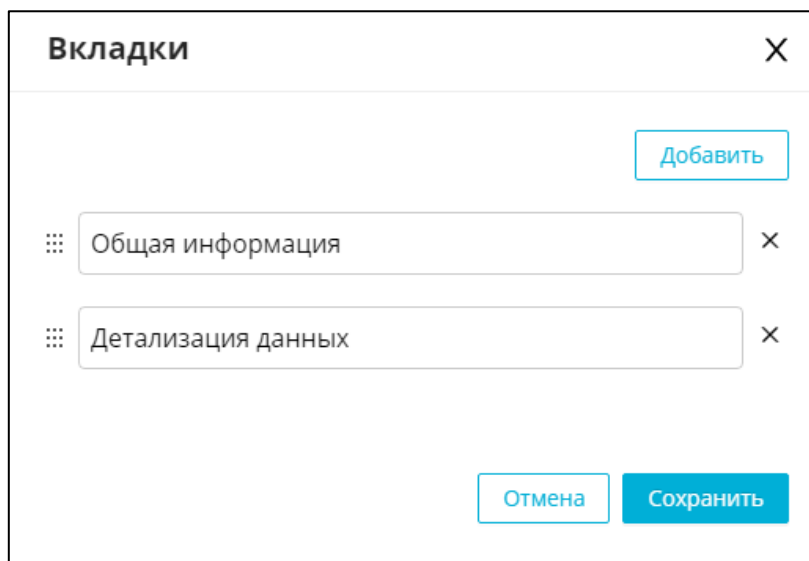 Вкладки
Добавить
Общая информация
Детализация данных
Отмена Сохранить